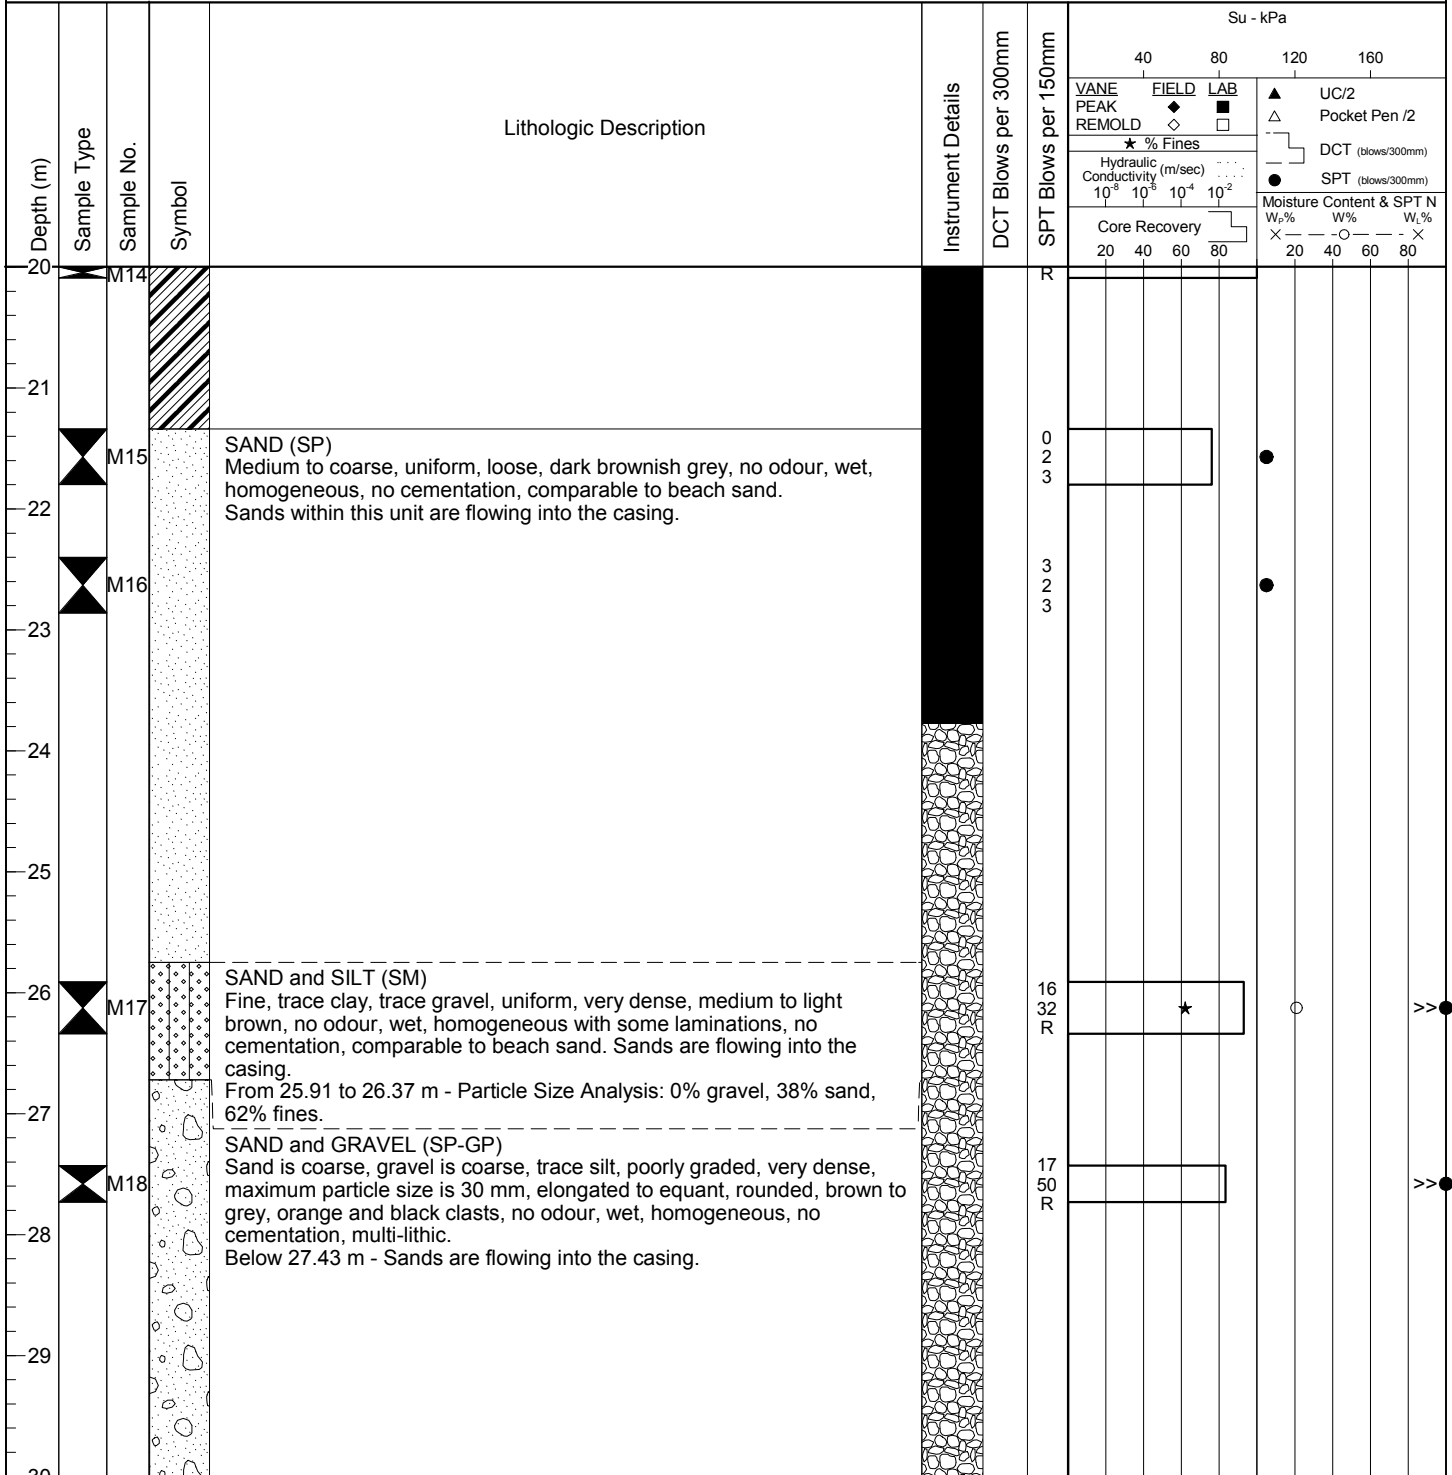 Su - kPa
40 80 120 160
Depth (m)
Sample Type
Sample No.
Symbol
Lithologic Description
Instrument Details
DCT Blows per 300mm
SPT Blows per 150mm
VANE FIELD LAB
PEAK ◆ ■
REMOLD ◇ □
★ % Fines
Hydraulic Conductivity (m/sec)
10⁻⁸ 10⁻⁶ 10⁻⁴ 10⁻²
Core Recovery
20 40 60 80
▲ UC/2
△ Pocket Pen /2
DCT (blows/300mm)
● SPT (blows/300mm)
Moisture Content & SPT N
Wₚ% W% W_L%
20 40 60 80
20
M14
R
21
SAND (SP)
M15
0
2
3
Medium to coarse, uniform, loose, dark brownish grey, no odour, wet,
homogeneous, no cementation, comparable to beach sand.
Sands within this unit are flowing into the casing.
22
M16
3
2
3
23
24
25
SAND and SILT (SM)
26
M17
16
32
R
>>
Fine, trace clay, trace gravel, uniform, very dense, medium to light
brown, no odour, wet, homogeneous with some laminations, no
cementation, comparable to beach sand. Sands are flowing into the
casing.
From 25.91 to 26.37 m - Particle Size Analysis: 0% gravel, 38% sand,
62% fines.
27
SAND and GRAVEL (SP-GP)
M18
17
50
R
>>
Sand is coarse, gravel is coarse, trace silt, poorly graded, very dense,
maximum particle size is 30 mm, elongated to equant, rounded, brown to
grey, orange and black clasts, no odour, wet, homogeneous, no
cementation, multi-lithic.
Below 27.43 m - Sands are flowing into the casing.
28
29
30